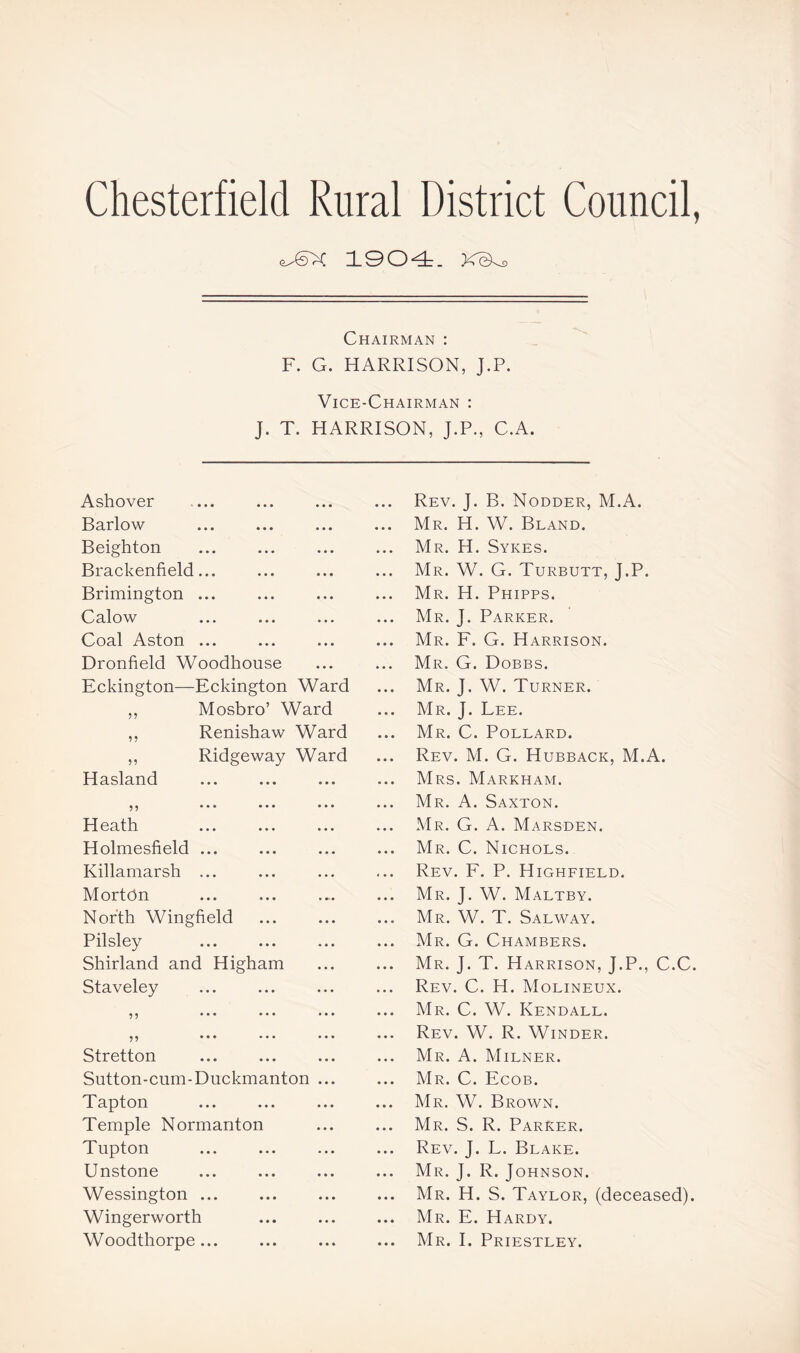 Chesterfield Rural District Council,
1904.
Chairman :
F. G. HARRISON, J.P.
Vice-Chairman :
J. T. HARRISON, J.P., C.A.
Ashover ... ... ... ... Rev. J. B. Nodder, M.A.
Barlow ... ... ... ... Mr. H. W. Bland.
Beighton ... ... ... ... Mr. H. Sykes.
Brackenfield ... ... ... ... Mr. W. G. Turbutt, J.P.
Brimington ... ... ... ... Mr. H. Phipps.
Calow ... ... ... ... Mr. J. Parker.
Coal Aston ... ... ... ... Mr. F. G. Harrison.
Dronfield Woodhouse ... ... Mr. G. Dobbs.
Eckington—Eckington Ward ... Mr. J. W. Turner.
,, Mosbro' Ward ... Mr. J. Lee.
,, Renishaw Ward ... Mr. C. Pollard.
,, Ridgeway Ward ... Rev. M. G. Hubback, M.A.
Hasland ... ... ... ... Mrs. Markham.
,, ... ... ... ... Mr. A. Saxton.
Heath ... ... ... ... Mr. G. A. Marsden.
Holmesfield ... ... ... ... Mr. C. Nichols.
Killamarsh ... ... ... ... Rev. F. P. Highfield.
Morton ... ... ... ... Mr. J. W. Maltby.
North Wingfield ... ... ... Mr. W. T. Salway.
Pilsley ... ... ... ... Mr. G. Chambers.
Shirland and Higham ... ... Mr. J. T. Harrison, J.P., C.C.
Staveley ... ... ... ... Rev. C. H. Molineux.
,, ... ... ... ... Mr. C. W. Kendall.
,, ... ... ... ... Rev. W. R. Winder.
Stretton ... ... ... ... Mr. A. Milner.
Sutton-cum-Duckmanton ... ... Mr. C. Ecob.
Tapton ... ... ... ... Mr. W. Brown.
Temple Normanton ... ... Mr. S. R. Parker.
Tupton ... ... ... ... Rev. J. L. Blake.
Unstone ... ... ... ... Mr. J. R. Johnson.
Wessington ... ... ... ... Mr. H. S. Taylor, (deceased).
Wingerworth ... ... ... Mr. E. Hardy.
Woodthorpe ... ... ... ... Mr. I. Priestley.